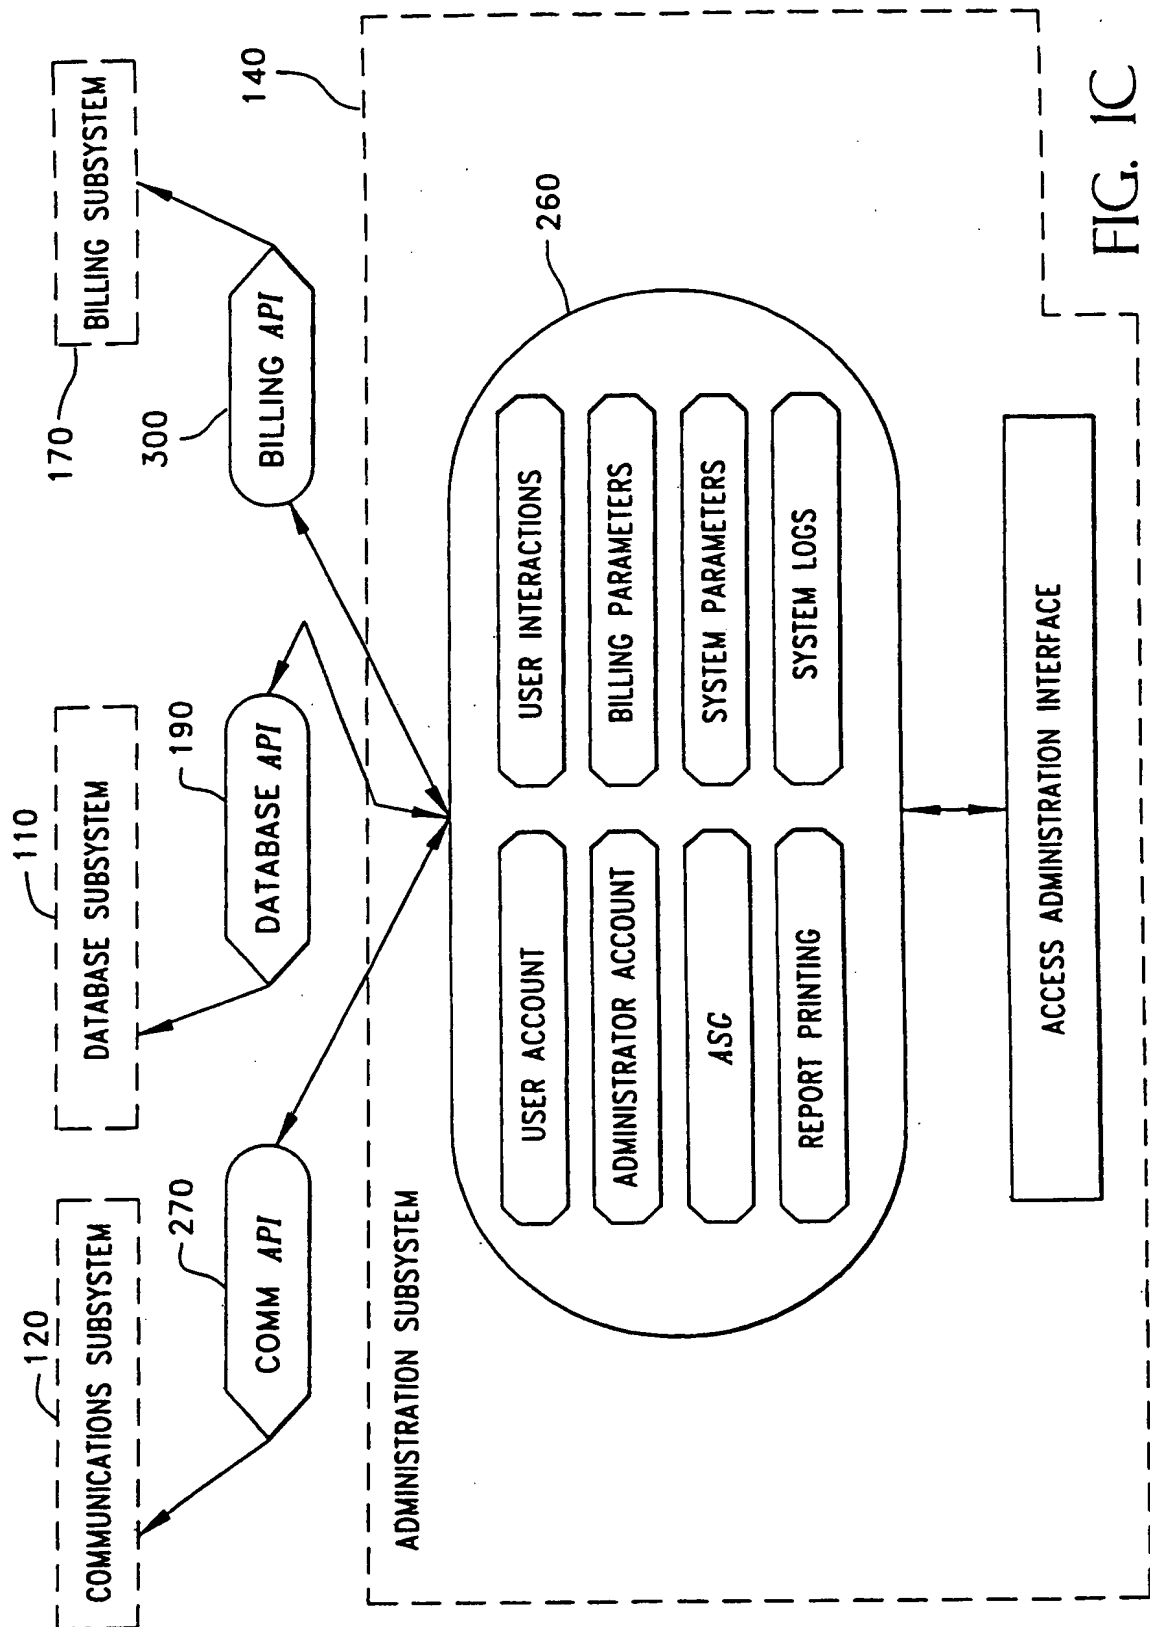 120
COMMUNICATIONS SUBSYSTEM
110
DATABASE SUBSYSTEM
170
BILLING SUBSYSTEM
270
COMM API
190
DATABASE API
300
BILLING API
140
ADMINISTRATION SUBSYSTEM
260
USER ACCOUNT
USER INTERACTIONS
ADMINISTRATOR ACCOUNT
BILLING PARAMETERS
ASG
SYSTEM PARAMETERS
REPORT PRINTING
SYSTEM LOGS
ACCESS ADMINISTRATION INTERFACE
FIG. 1C